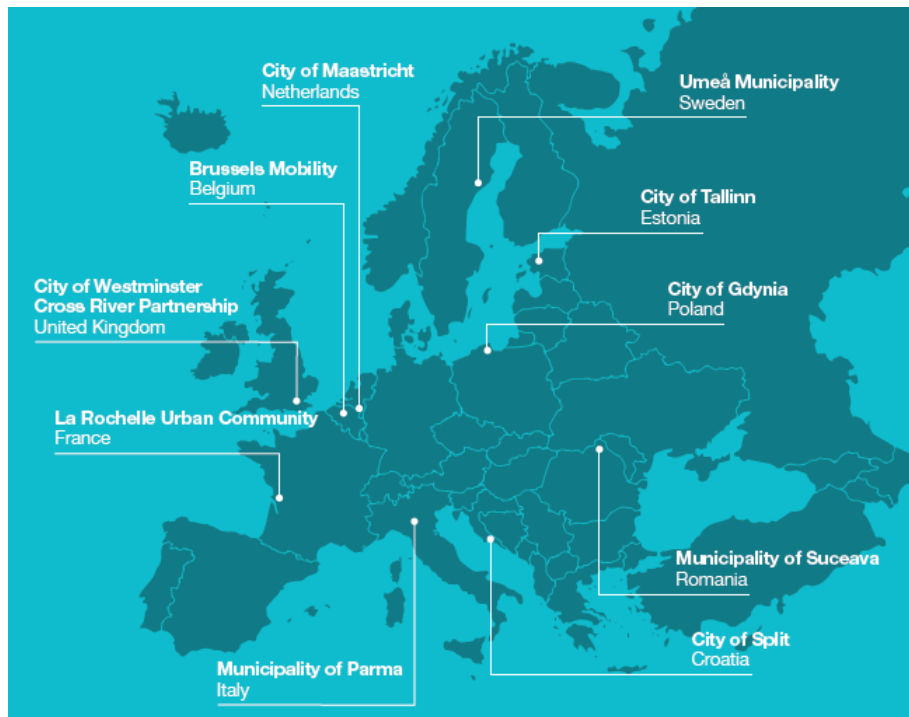 City of Maastricht
Netherlands
Umeå Municipality
Sweden
Brussels Mobility
Belgium
City of Tallinn
Estonia
City of Westminster
Cross River Partnership
United Kingdom
City of Gdynia
Poland
La Rochelle Urban Community
France
Municipality of Suceava
Romania
City of Split
Croatia
Municipality of Parma
Italy